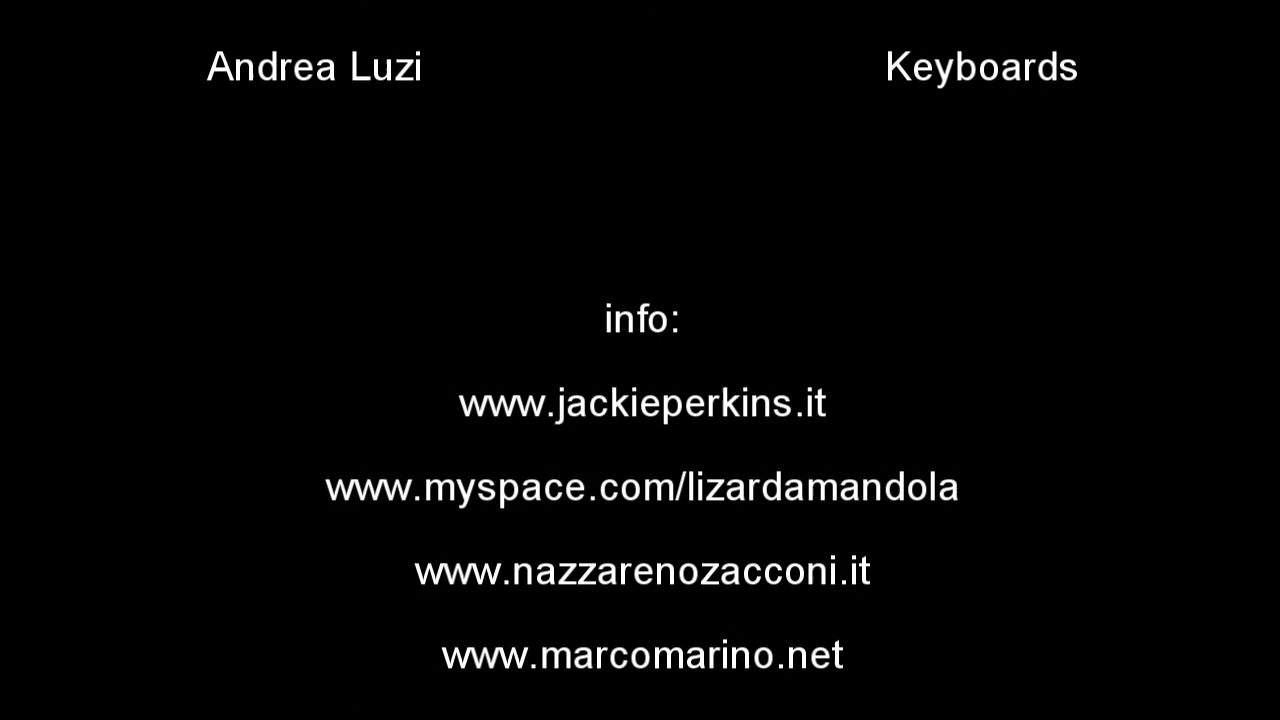 Andrea Luzi Keyboards
info:
www.jackieperkins.it
www.myspace.com/lizardamandola
www.nazzarenozacconi.it
www.marcomarino.net